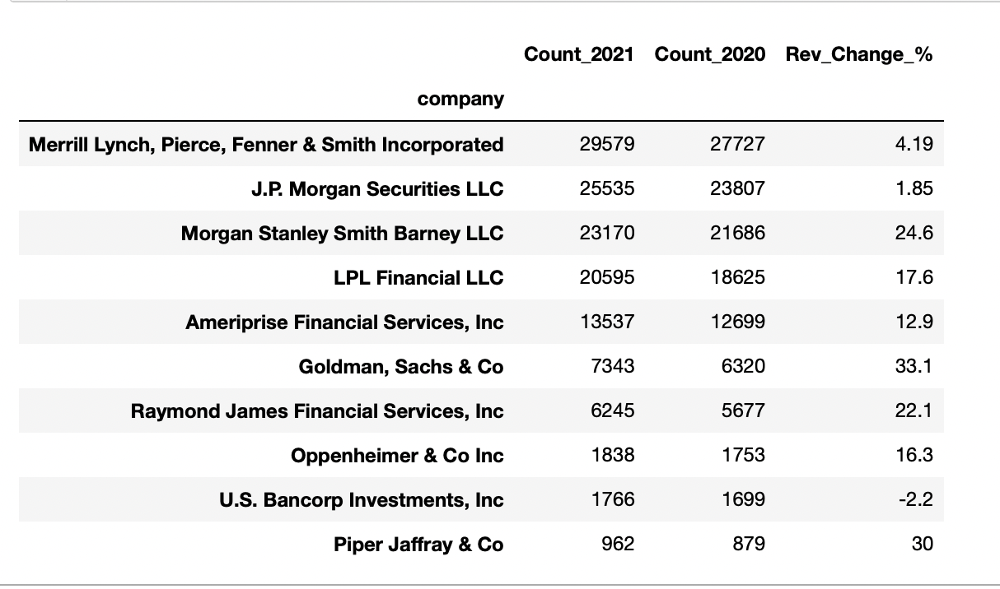 Count_2021 Count_2020 Rev_Change_%
company
Merrill Lynch, Pierce, Fenner & Smith Incorporated 29579 27727 4.19
J.P. Morgan Securities LLC 25535 23807 1.85
Morgan Stanley Smith Barney LLC 23170 21686 24.6
LPL Financial LLC 20595 18625 17.6
Ameriprise Financial Services, Inc 13537 12699 12.9
Goldman, Sachs & Co 7343 6320 33.1
Raymond James Financial Services, Inc 6245 5677 22.1
Oppenheimer & Co Inc 1838 1753 16.3
U.S. Bancorp Investments, Inc 1766 1699 -2.2
Piper Jaffray & Co 962 879 30